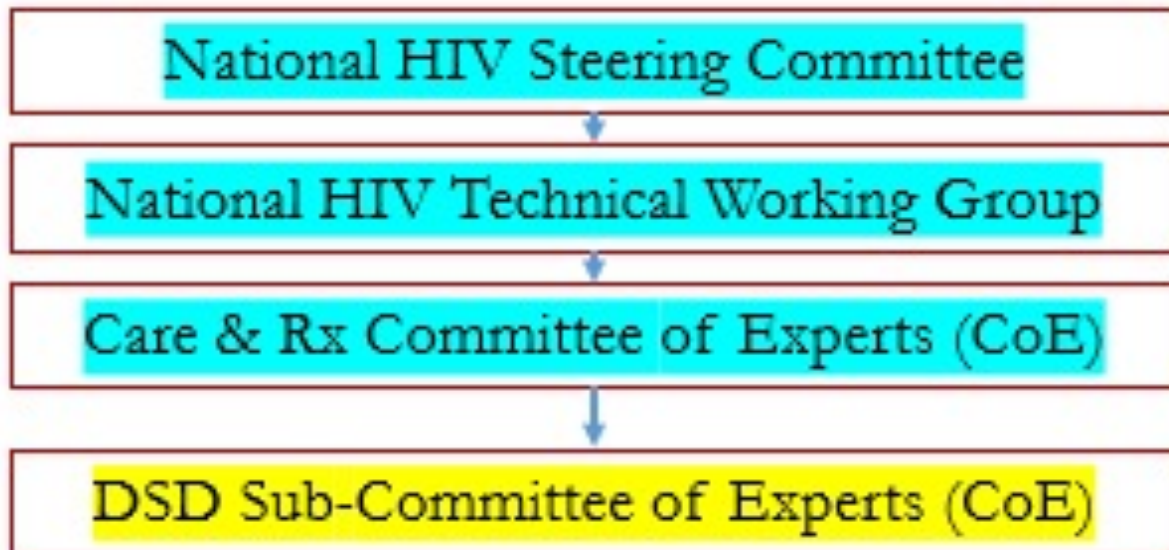 National HIV Steering Committee
National HIV Technical Working Group
Care & Rx Committee of Experts (CoE)
DSD Sub-Committee of Experts (CoE)